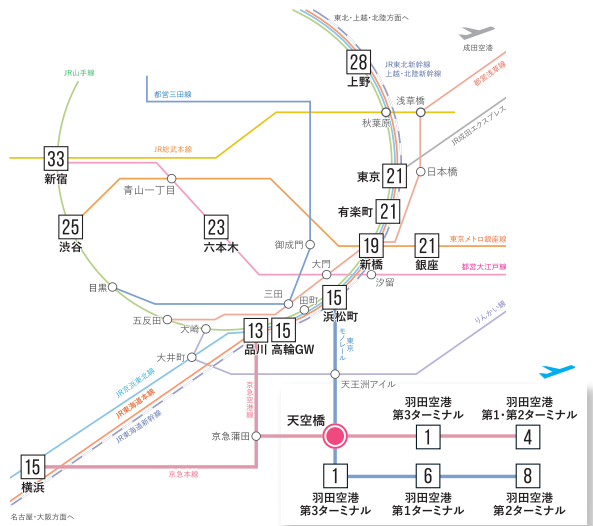 東北・上越・北陸方面へ
成田空港
28
上野
JR東北新幹線
上越・北陸新幹線
都営浅草線
JR山手線
都営三田線
浅草橋
秋葉原
JR成田エクスプレス
JR総武本線
33
新宿
東京
21
日本橋
青山一丁目
有楽町
21
25
渋谷
23
六本木
御成門
19
新橋
21
銀座
東京メトロ銀座線
大門
汐留
都営大江戸線
目黒
三田
田町
15
浜松町
五反田
大崎
13
品川
15
高輪GW
りんかい線
東京
モノレール
大井町
天王洲アイル
JR京浜東北線
JR東海道本線
JR東海道新幹線
京急空港線
天空橋
羽田空港
第3ターミナル
羽田空港
第1・第2ターミナル
京急蒲田
1
4
15
横浜
京急本線
1
6
8
羽田空港
第3ターミナル
羽田空港
第1ターミナル
羽田空港
第2ターミナル
名古屋・大阪方面へ